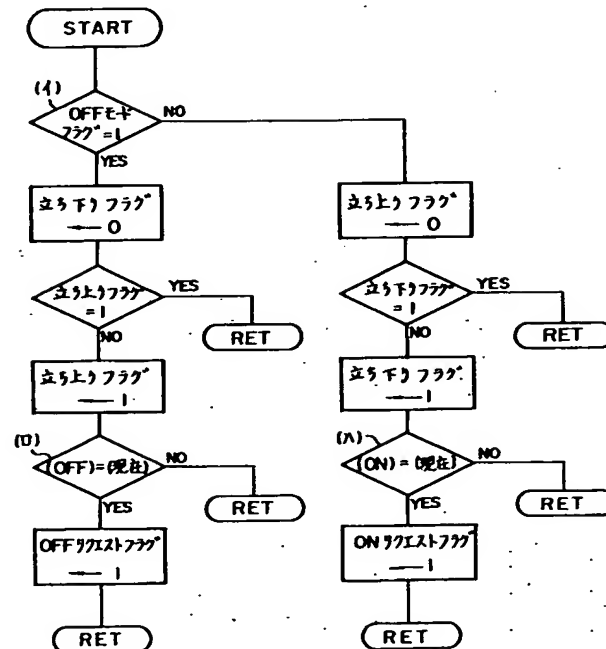 START
(イ)
OFFモード
フラグ=1
NO
YES
立ち下りフラグ
← 0
立ち上りフラグ
=1
YES
RET
NO
立ち上りフラグ
← 1
(ロ)
(OFF)=(現在)
NO
RET
YES
OFFリクエストフラグ
← 1
RET
立ち上りフラグ
← 0
立ち下りフラグ
=1
YES
RET
NO
立ち下りフラグ
← 1
(ハ)
(ON)=(現在)
NO
RET
YES
ONリクエストフラグ
← 1
RET